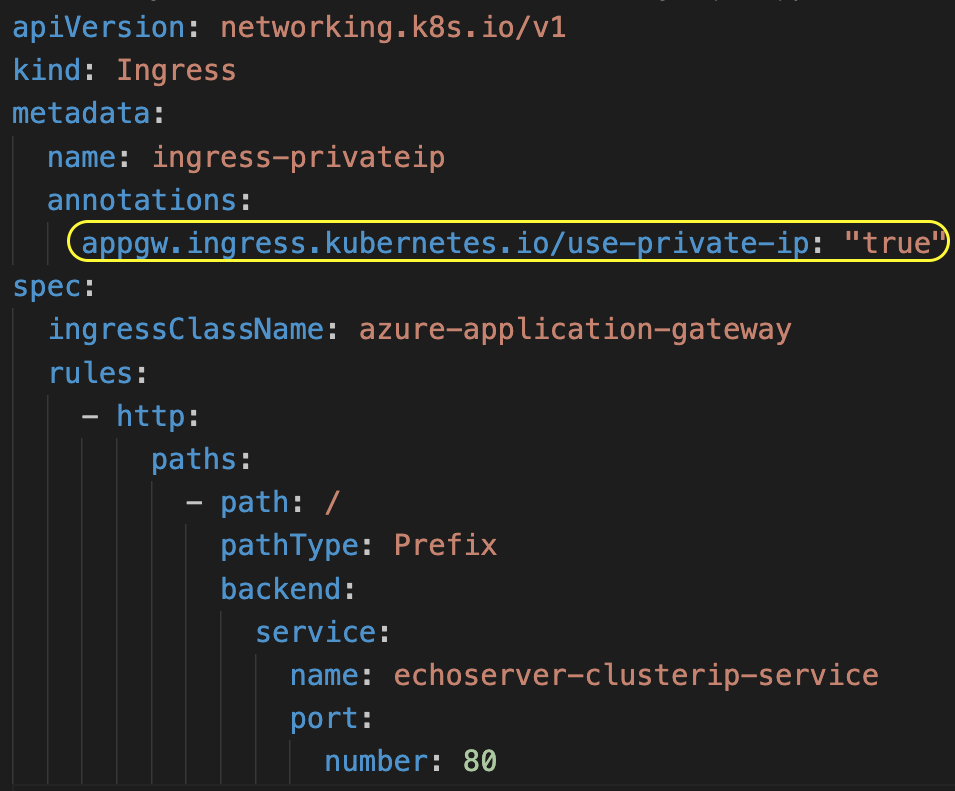 apiVersion: networking.k8s.io/v1
kind: Ingress
metadata:
  name: ingress-privateip
  annotations:
    appgw.ingress.kubernetes.io/use-private-ip: "true"
spec:
  ingressClassName: azure-application-gateway
  rules:
    - http:
        paths:
          - path: /
            pathType: Prefix
            backend:
              service:
                name: echoserver-clusterip-service
                port:
                  number: 80